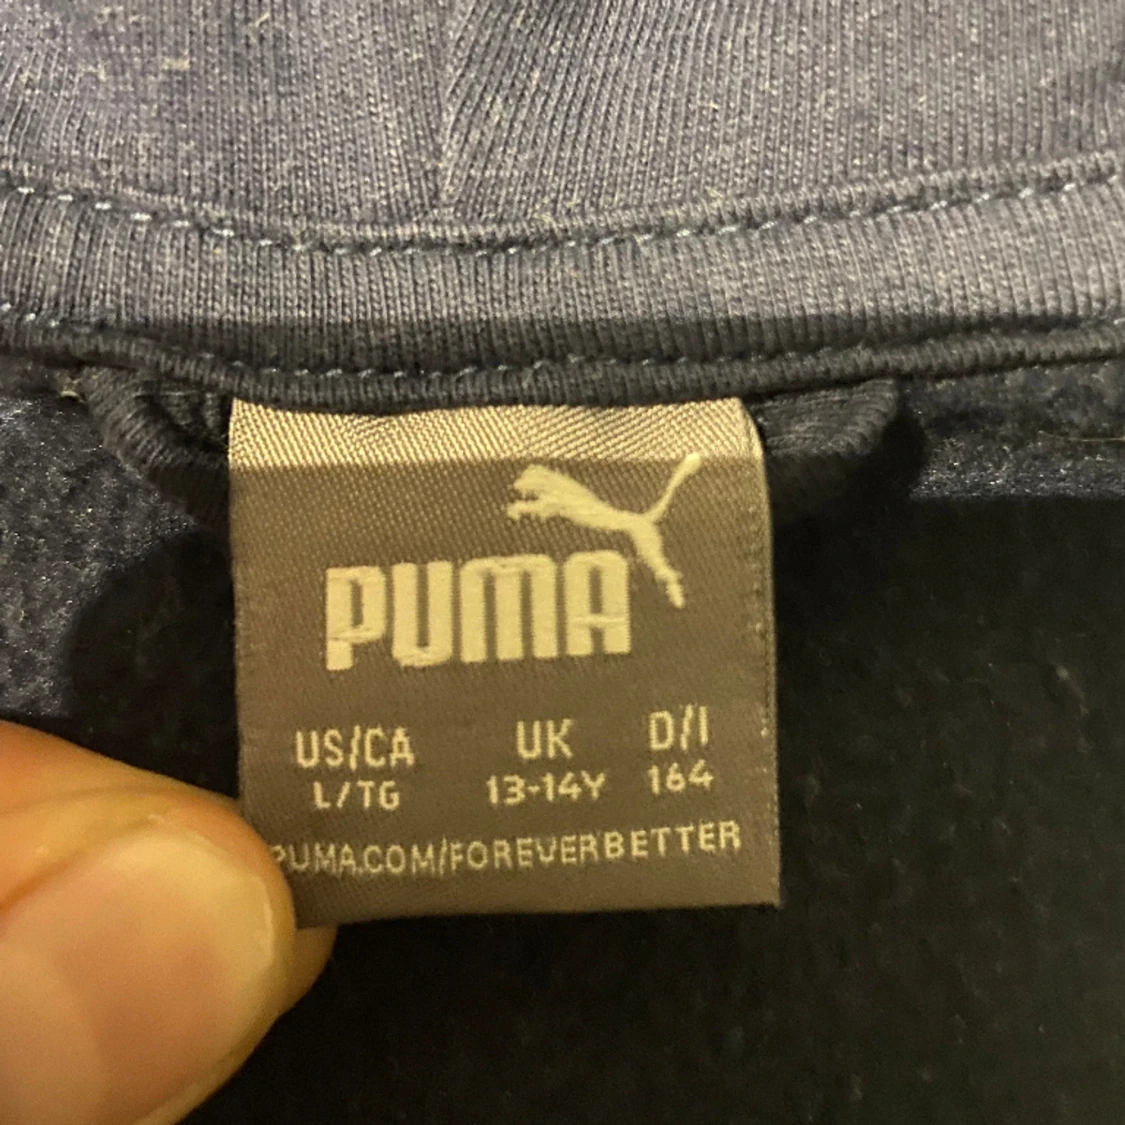 PUMA
US/CA UK D/I
L/TG 13-14Y 164
PUMA.COM/FOREVERBETTER